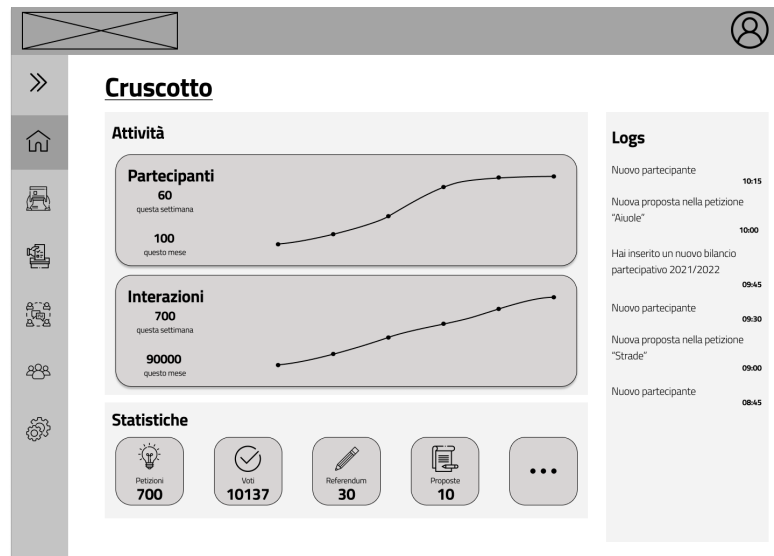 Cruscotto
Attività
Partecipanti
60
questa settimana
100
questo mese
Interazioni
700
questa settimana
90000
questo mese
Statistiche
Petizioni
700
Voti
10137
Referendum
30
Proposte
10
Logs
Nuovo partecipante
10:15
Nuova proposta nella petizione
"Aiuole"
10:00
Hai inserito un nuovo bilancio
partecipativo 2021/2022
09:45
Nuovo partecipante
09:30
Nuova proposta nella petizione
"Strade"
09:00
Nuovo partecipante
08:45